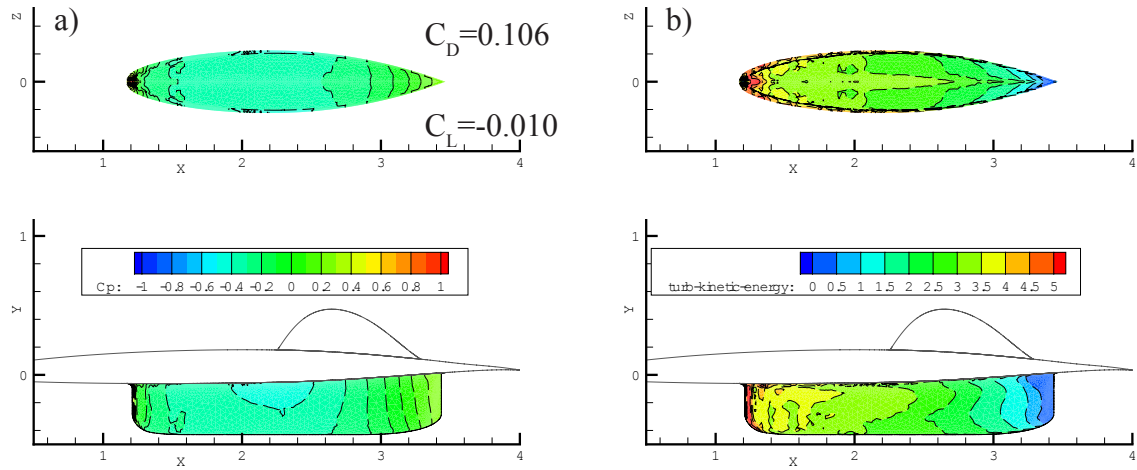 a)
C_D=0.106
Z
0
C_L=-0.010
1 2 3 4
X
b)
Z
0
1 2 3 4
X
1
Cp: -1 -0.8 -0.6 -0.4 -0.2 0 0.2 0.4 0.6 0.8 1
Y
0
1 2 3 4
X
1
turb-kinetic-energy: 0 0.5 1 1.5 2 2.5 3 3.5 4 4.5 5
Y
0
1 2 3 4
X